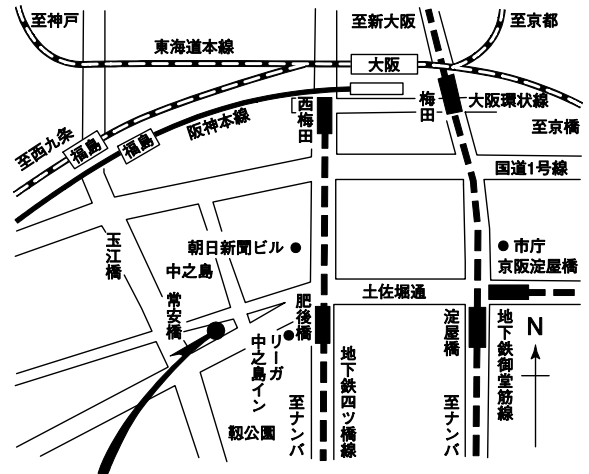 至神戸
至新大阪
至京都
東海道本線
大阪
西梅田
梅田
大阪環状線
至京橋
至西九条
福島
福島
阪神本線
国道1号線
玉江橋
朝日新聞ビル
市庁
京阪淀屋橋
中之島
常安橋
肥後橋
土佐堀通
淀屋橋
地下鉄御堂筋線
N
リーガ
中之島イン
地下鉄四ツ橋線
至ナンバ
至ナンバ
靱公園